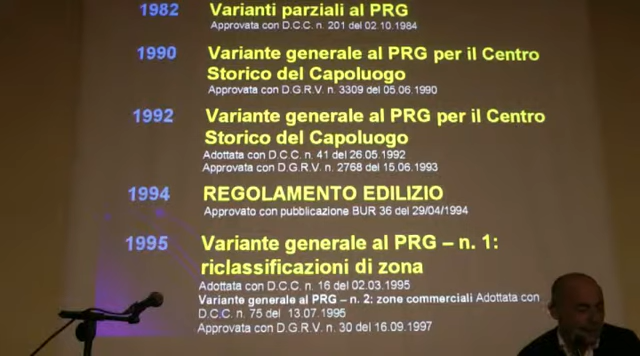 1982 Varianti parziali al PRG
Approvata con D.C.C. n. 201 del 02.10.1984
1990 Variante generale al PRG per il Centro
Storico del Capoluogo
Approvata con D.G.R.V. n. 3309 del 05.06.1990
1992 Variante generale al PRG per il Centro
Storico del Capoluogo
Adottata con D.C.C. n. 41 del 26.05.1992
Approvata con D.G.R.V. n. 2768 del 15.06.1993
1994 REGOLAMENTO EDILIZIO
Approvato con pubblicazione BUR 36 del 29/04/1994
1995 Variante generale al PRG – n. 1:
riclassificazioni di zona
Adottata con D.C.C. n. 16 del 02.03.1995
Variante generale al PRG – n. 2: zone commerciali Adottata con
D.C.C. n. 75 del 13.07.1995
Approvata con D.G.R.V. n. 30 del 16.09.1997